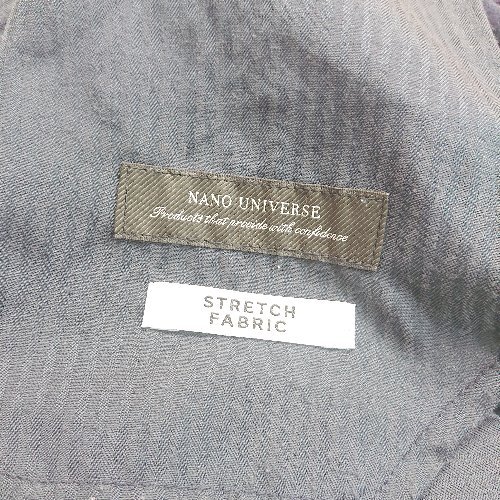 NANO UNIVERSE
Products that provide with confidence
STRETCH
FABRIC